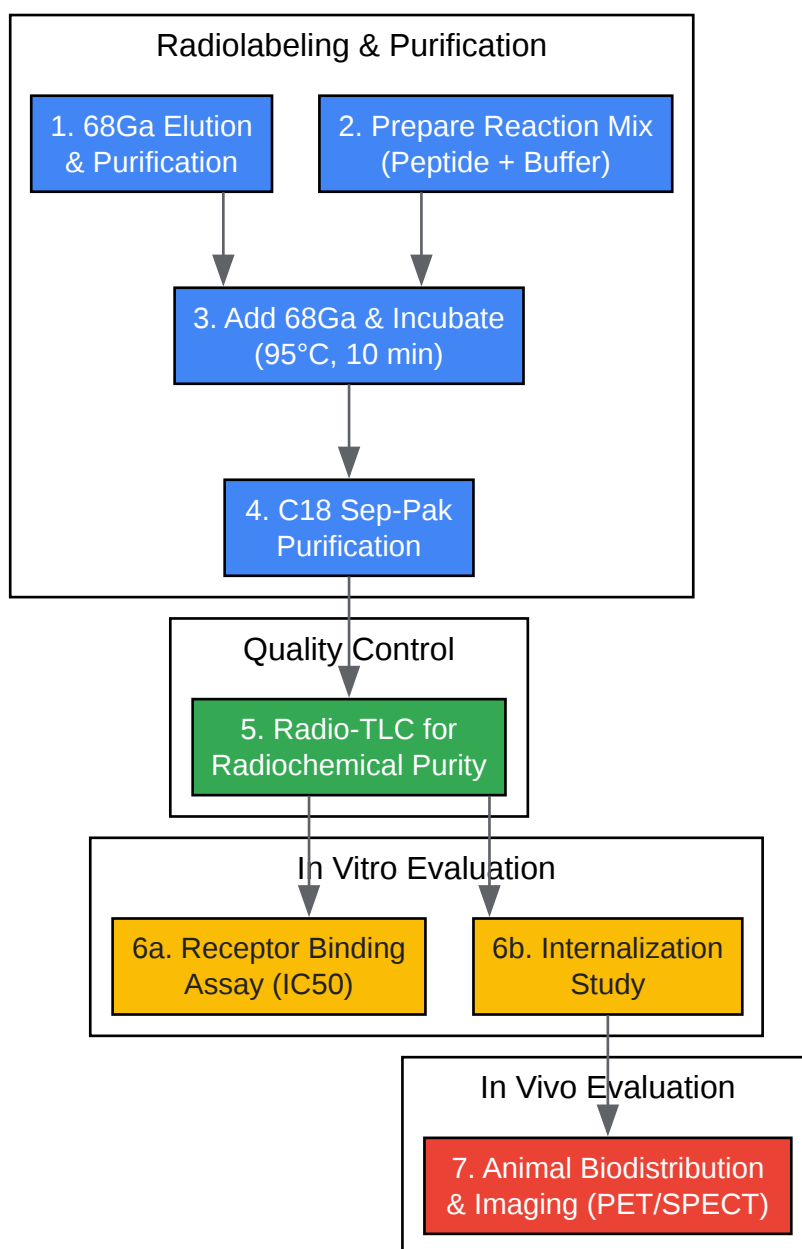 Radiolabeling & Purification
1. 68Ga Elution
& Purification
2. Prepare Reaction Mix
(Peptide + Buffer)
3. Add 68Ga & Incubate
(95°C, 10 min)
4. C18 Sep-Pak
Purification
Quality Control
5. Radio-TLC for
Radiochemical Purity
In Vitro Evaluation
6a. Receptor Binding
Assay (IC50)
6b. Internalization
Study
In Vivo Evaluation
7. Animal Biodistribution
& Imaging (PET/SPECT)